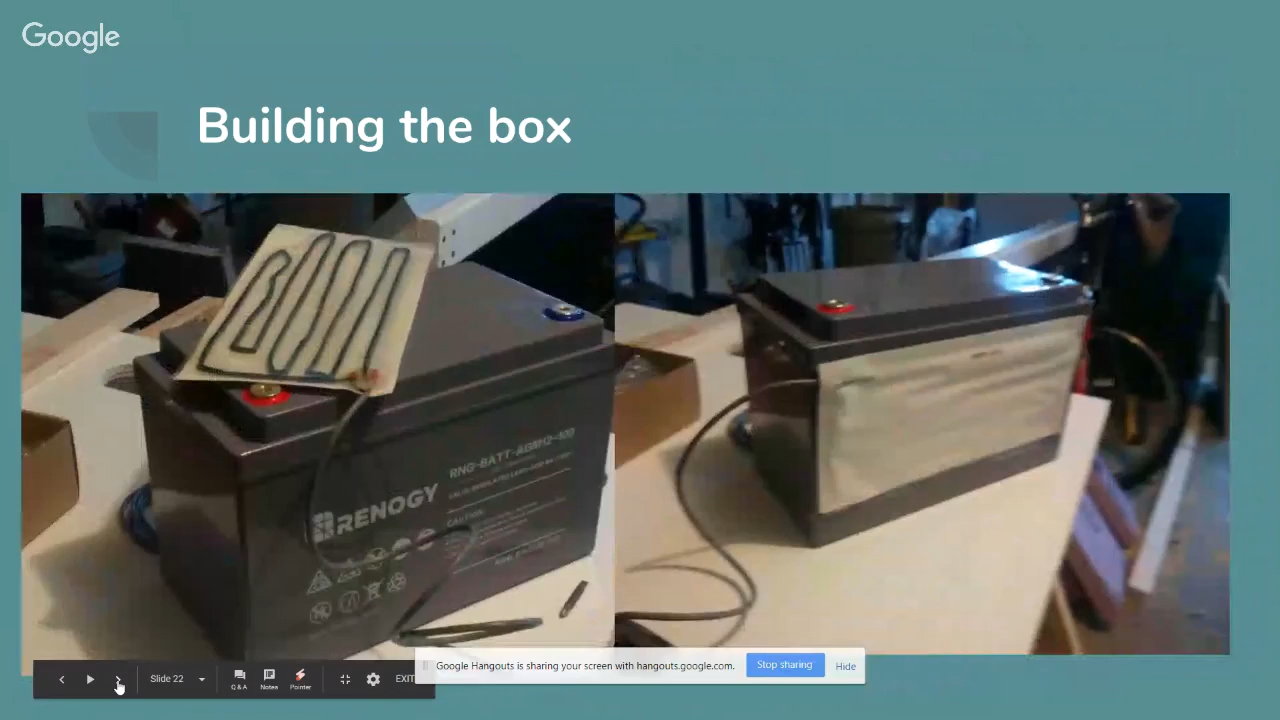 Google
Building the box
RNG-BATT-AGM12-100
RENOGY
CAUTION
Google Hangouts is sharing your screen with hangouts.google.com.
Stop sharing
Hide
Slide 22
Q & A
Notes
Pointer
EXIT